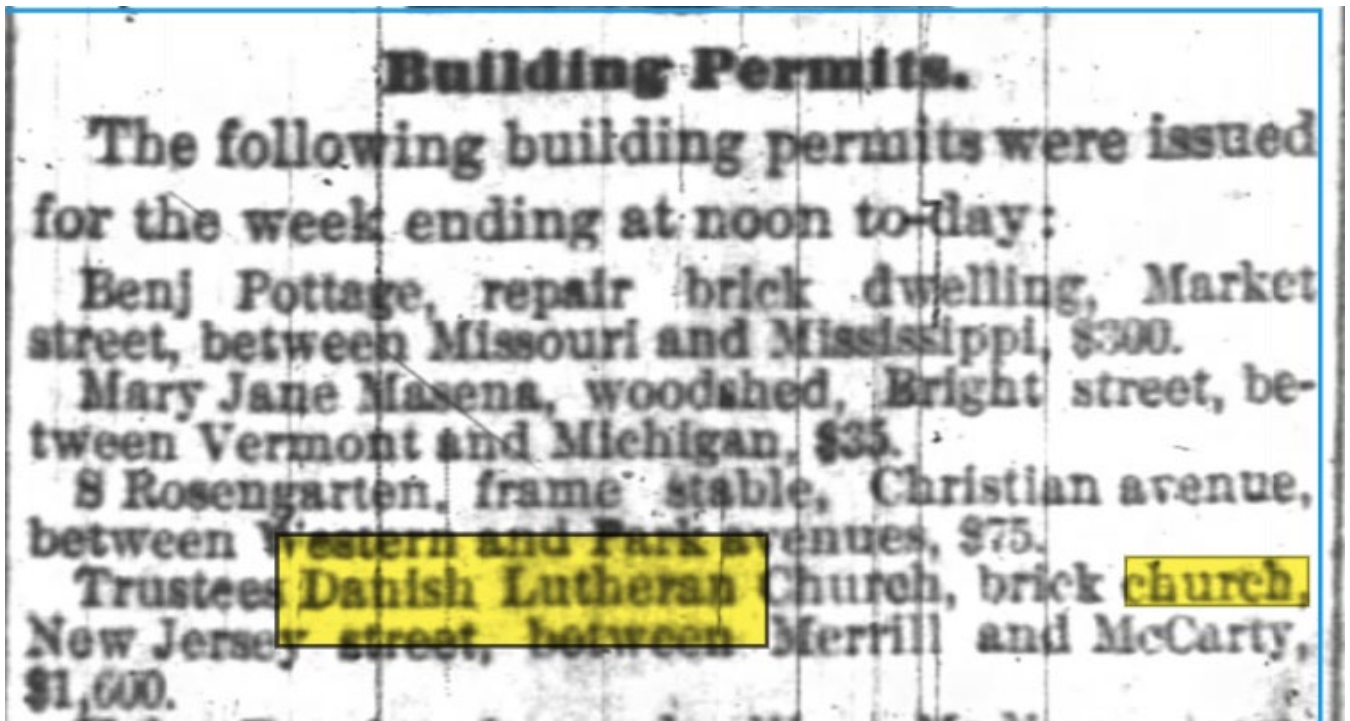 Building Permits.
The following building permits were issued
for the week ending at noon to-day:
Benj Pottage, repair brick dwelling, Market
street, between Missouri and Mississippi, $300.
Mary Jane Masena, woodshed, Bright street, be-
tween Vermont and Michigan, $35.
S Rosengarten, frame stable, Christian avenue,
between Western and Park avenues, $75.
Trustees Danish Lutheran Church, brick church,
New Jersey street, between Merrill and McCarty,
$1,600.